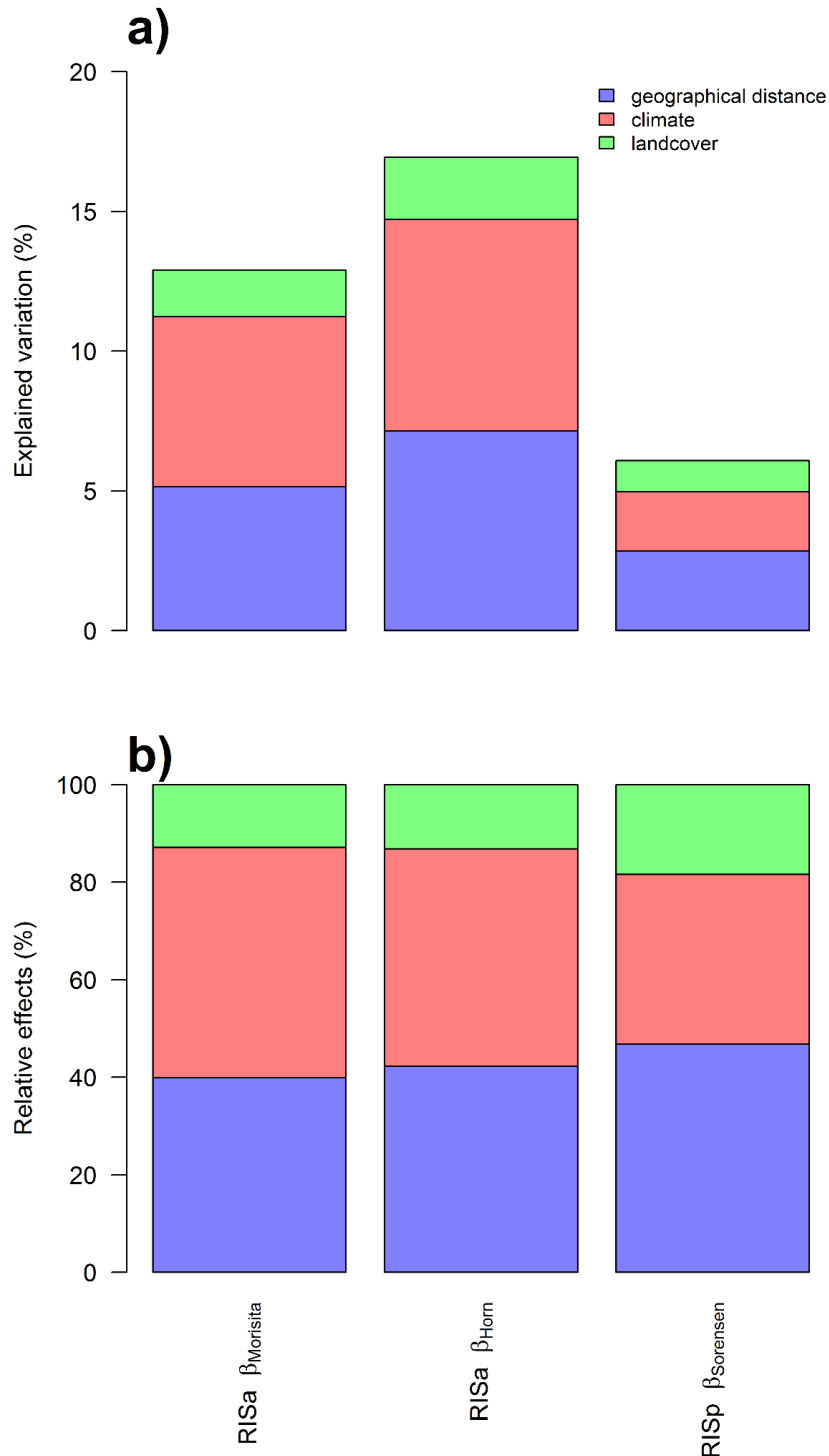 a)
20
15
10
5
0
Explained variation (%)
geographical distance
climate
landcover
b)
100
80
60
40
20
0
Relative effects (%)
RISa βMorisita
RISa βHorn
RISp βSorensen